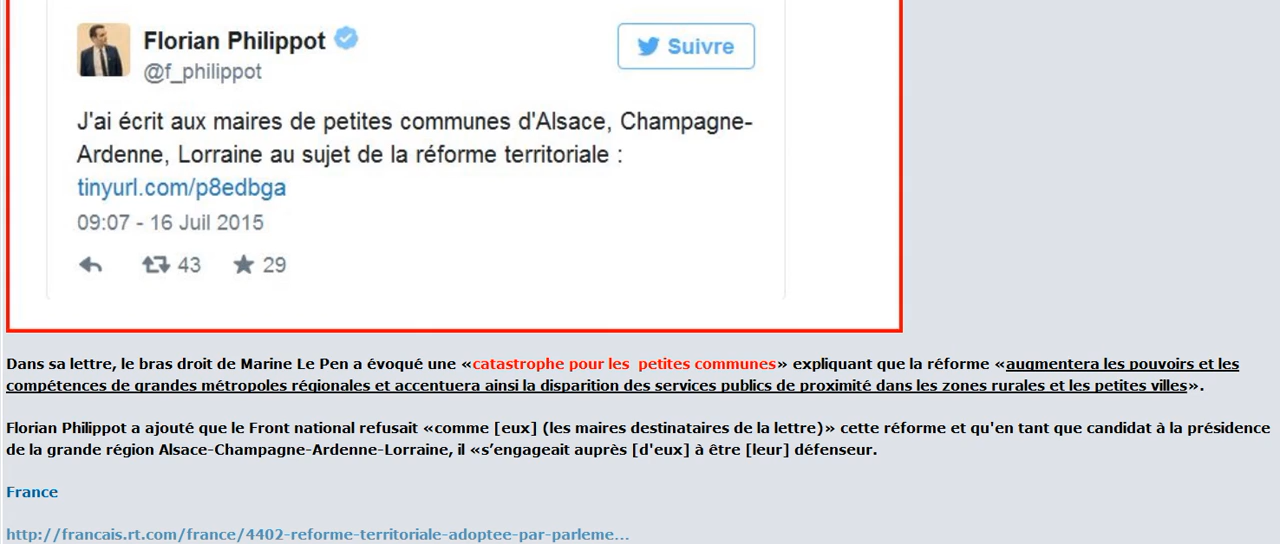 Florian Philippot
Suivre
@f_philippot
J'ai écrit aux maires de petites communes d'Alsace, Champagne-
Ardenne, Lorraine au sujet de la réforme territoriale :
tinyurl.com/p8edbga
09:07 - 16 Juil 2015
43 29
Dans sa lettre, le bras droit de Marine Le Pen a évoqué une «catastrophe pour les petites communes» expliquant que la réforme «augmentera les pouvoirs et les
compétences de grandes métropoles régionales et accentuera ainsi la disparition des services publics de proximité dans les zones rurales et les petites villes».
Florian Philippot a ajouté que le Front national refusait «comme [eux] (les maires destinataires de la lettre)» cette réforme et qu'en tant que candidat à la présidence
de la grande région Alsace-Champagne-Ardenne-Lorraine, il «s’engageait auprès [d'eux] à être [leur] défenseur.
France
http://francais.rt.com/france/4402-reforme-territoriale-adoptee-par-parleme...